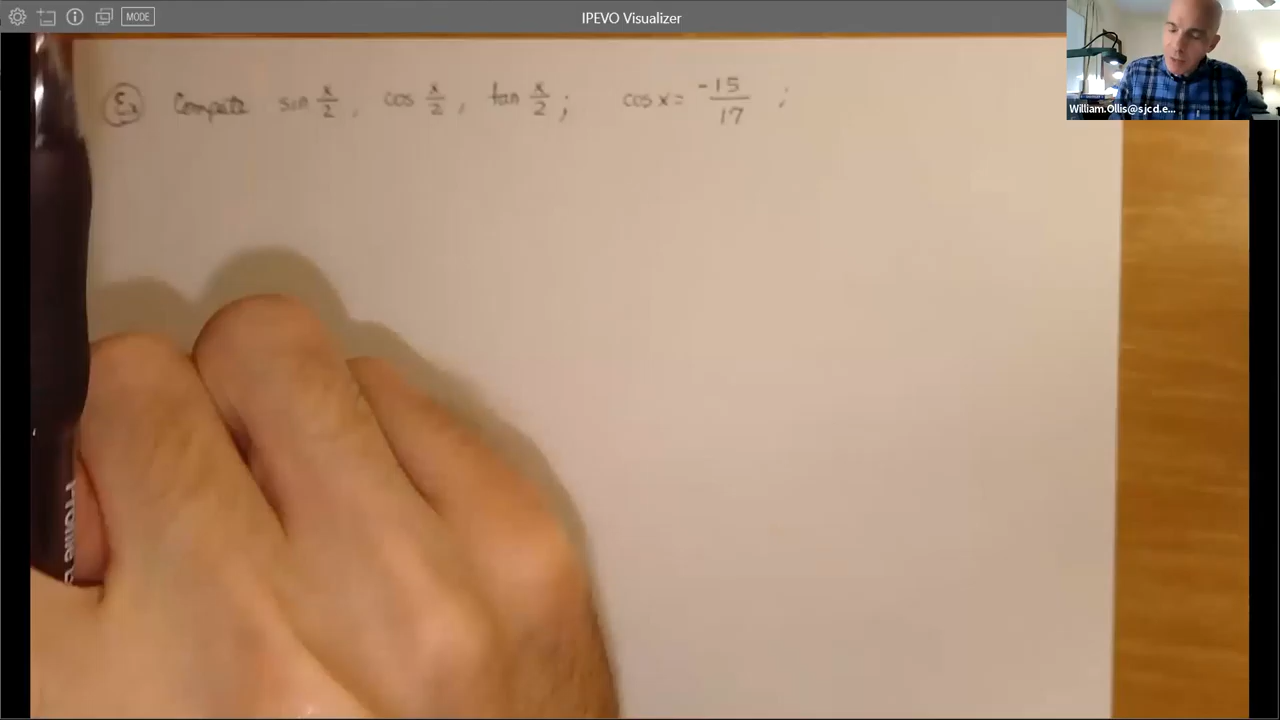 MODE
IPEVO Visualizer
William.Ollis@sjcd.e...
Ex Compute sin x/2, cos x/2, tan x/2; cos x = -15/17 ;